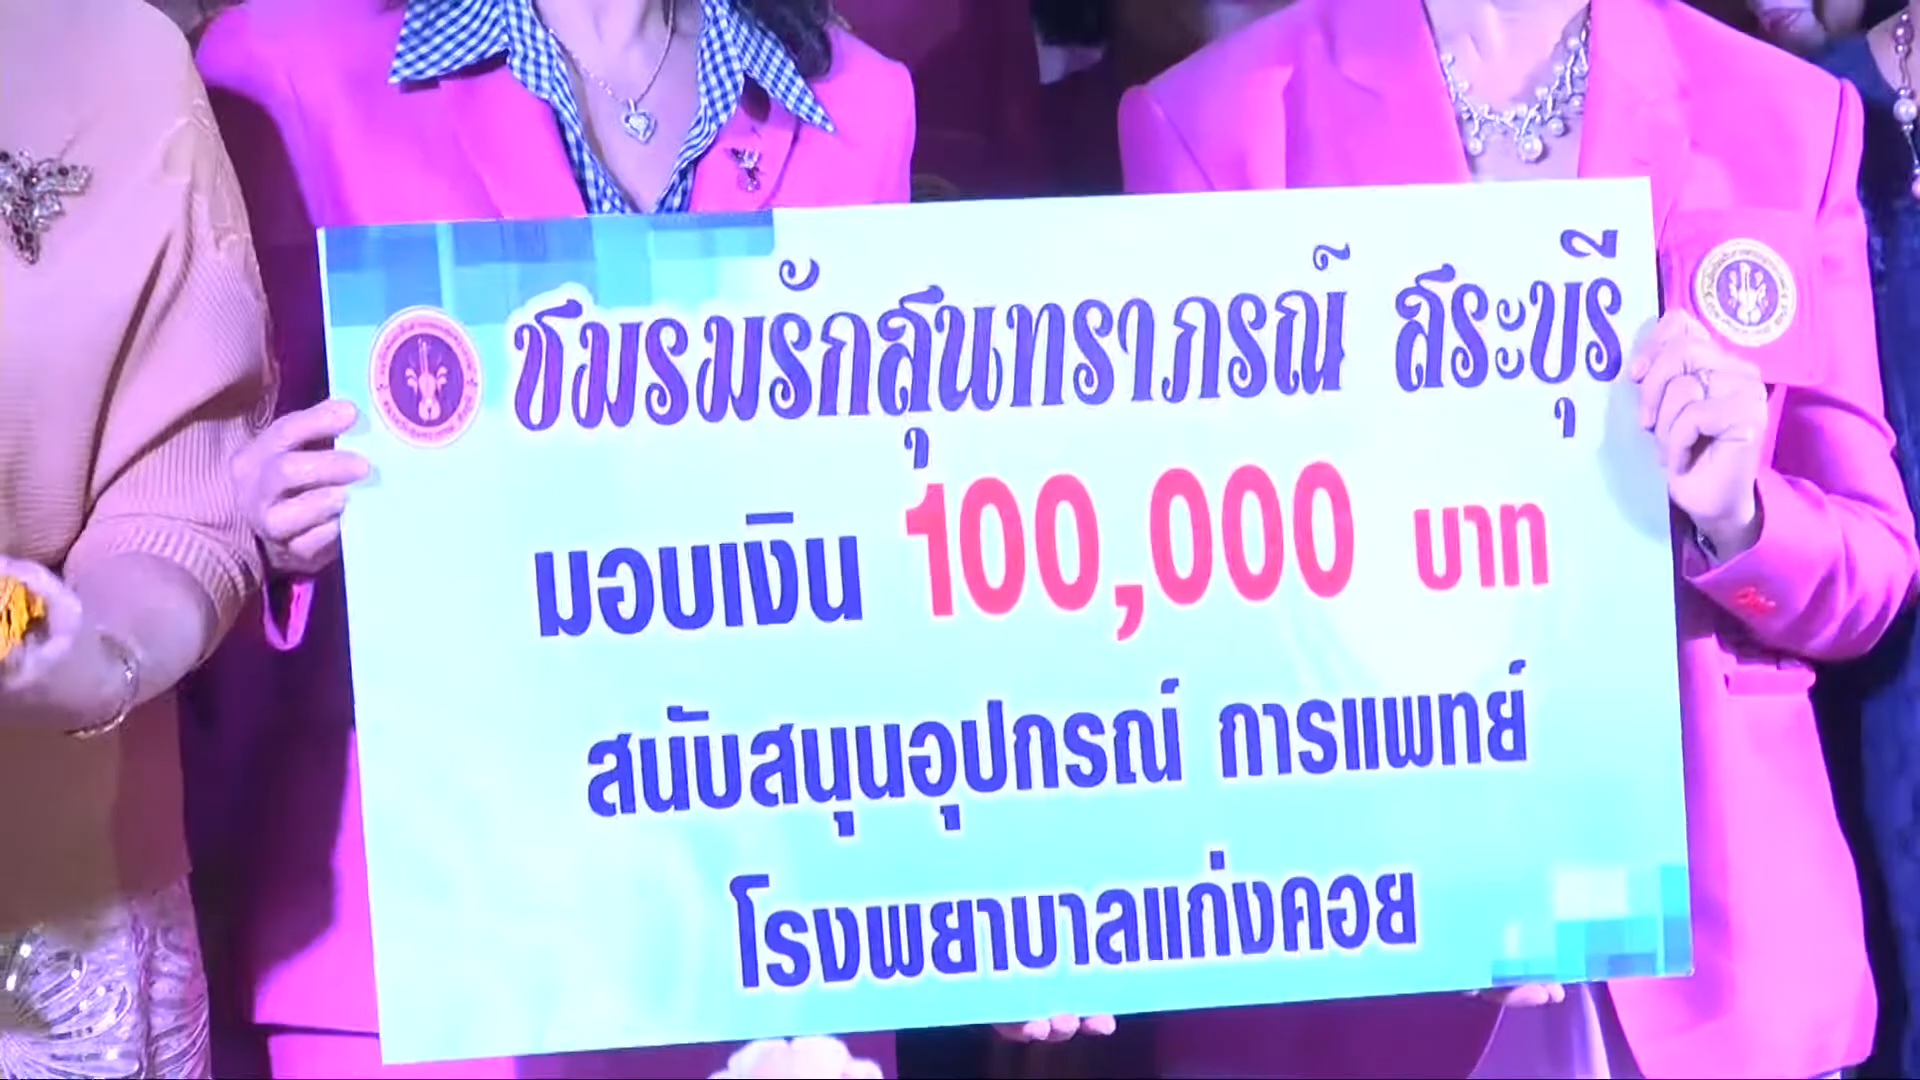 ชมรมรักสุนทราภรณ์ สระบุรี
มอบเงิน 100,000 บาท
สนับสนุนอุปกรณ์ การแพทย์
โรงพยาบาลแก่งคอย